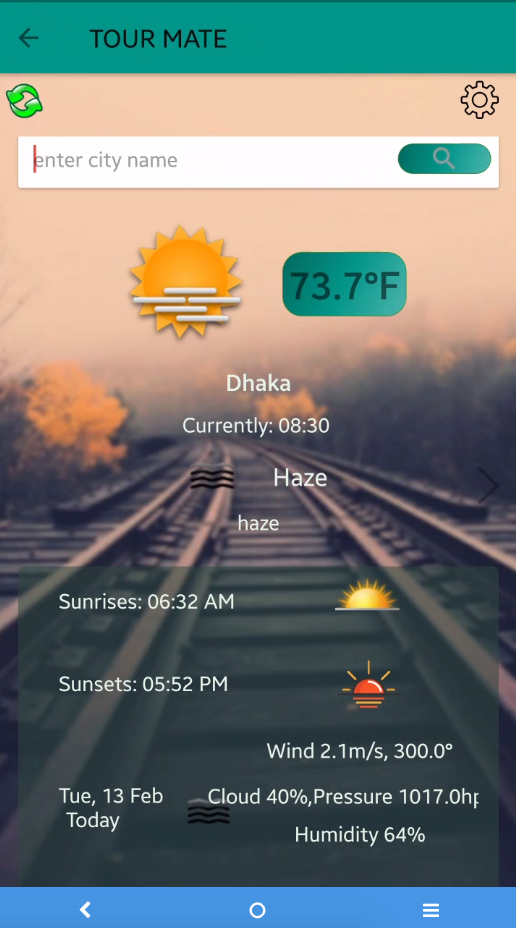 TOUR MATE
enter city name
73.7°F
Dhaka
Currently: 08:30
Haze
haze
Sunrises: 06:32 AM
Sunsets: 05:52 PM
Wind 2.1m/s, 300.0°
Tue, 13 Feb
Cloud 40%,Pressure 1017.0hp
Today
Humidity 64%